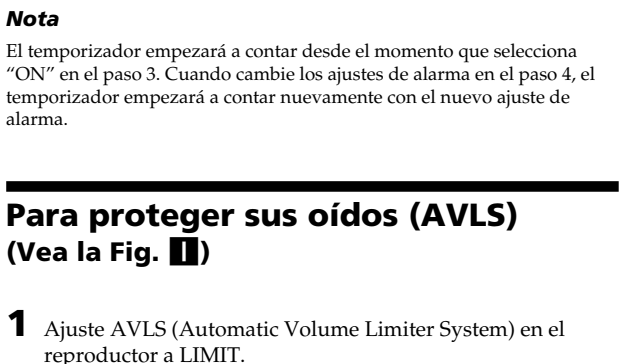 Nota
El temporizador empezará a contar desde el momento que selecciona
“ON” en el paso 3. Cuando cambie los ajustes de alarma en el paso 4, el
temporizador empezará a contar nuevamente con el nuevo ajuste de
alarma.
Para proteger sus oídos (AVLS)
(Vea la Fig. I)
1 Ajuste AVLS (Automatic Volume Limiter System) en el
reproductor a LIMIT.